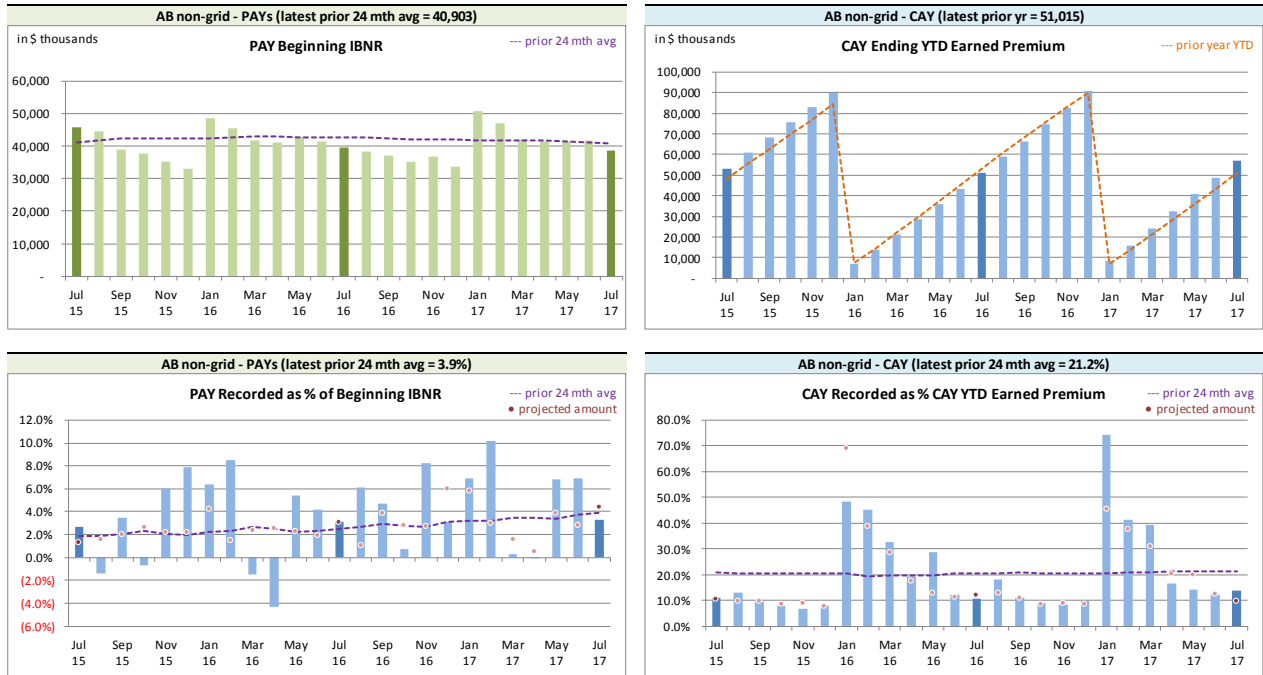 AB non-grid - PAYs (latest prior 24 mth avg = 40,903)
in $ thousands
PAY Beginning IBNR
--- prior 24 mth avg
60,000
50,000
40,000
30,000
20,000
10,000
-
Jul Sep Nov Jan Mar May Jul Sep Nov Jan Mar May Jul
15 15 15 16 16 16 16 16 16 17 17 17 17
AB non-grid - CAY (latest prior yr = 51,015)
in $ thousands
CAY Ending YTD Earned Premium
--- prior year YTD
100,000
90,000
80,000
70,000
60,000
50,000
40,000
30,000
20,000
10,000
-
Jul Sep Nov Jan Mar May Jul Sep Nov Jan Mar May Jul
15 15 15 16 16 16 16 16 16 17 17 17 17
AB non-grid - PAYs (latest prior 24 mth avg = 3.9%)
PAY Recorded as % of Beginning IBNR
--- prior 24 mth avg
projected amount
12.0%
10.0%
8.0%
6.0%
4.0%
2.0%
0.0%
(2.0%)
(4.0%)
(6.0%)
Jul Sep Nov Jan Mar May Jul Sep Nov Jan Mar May Jul
15 15 15 16 16 16 16 16 16 17 17 17 17
AB non-grid - CAY (latest prior 24 mth avg = 21.2%)
CAY Recorded as % CAY YTD Earned Premium
--- prior 24 mth avg
projected amount
80.0%
70.0%
60.0%
50.0%
40.0%
30.0%
20.0%
10.0%
0.0%
Jul Sep Nov Jan Mar May Jul Sep Nov Jan Mar May Jul
15 15 15 16 16 16 16 16 16 17 17 17 17